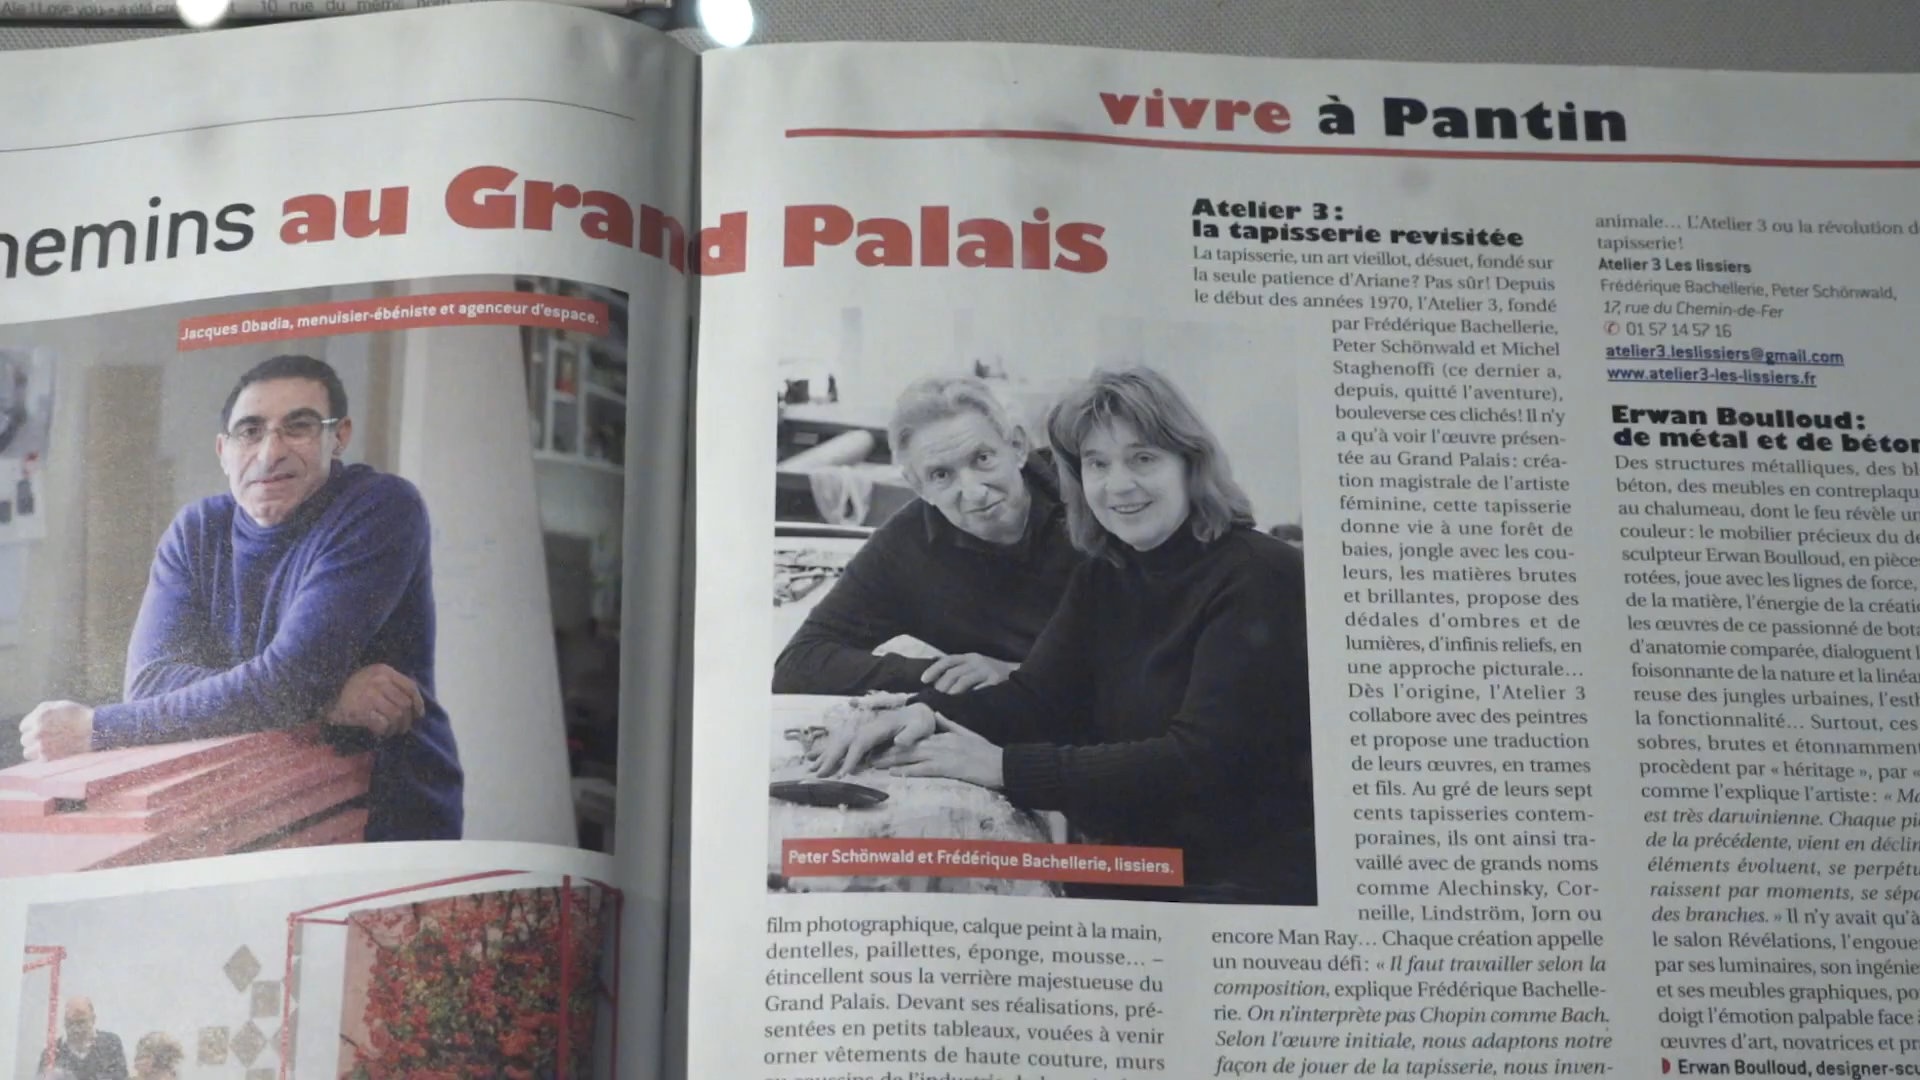 10 rue du même nom
vivre à Pantin
hemins au Grand Palais
Jacques Obadia, menuisier-ébéniste et agenceur d'espace.
Peter Schönwald et Frédérique Bachellerie, lissiers.
film photographique, calque peint à la main,
dentelles, paillettes, éponge, mousse... –
étincellent sous la verrière majestueuse du
Grand Palais. Devant ses réalisations, pré-
sentées en petits tableaux, vouées à venir
orner vêtements de haute couture, murs
Atelier 3 :
la tapisserie revisitée
La tapisserie, un art vieillot, désuet, fondé sur
la seule patience d'Ariane? Pas sûr! Depuis
le début des années 1970, l'Atelier 3, fondé
par Frédérique Bachellerie,
Peter Schönwald et Michel
Staghenoffi (ce dernier a,
depuis, quitté l'aventure),
bouleverse ces clichés! Il n'y
a qu'à voir l'œuvre présen-
tée au Grand Palais : créa-
tion magistrale de l'artiste
féminine, cette tapisserie
donne vie à une forêt de
baies, jongle avec les cou-
leurs, les matières brutes
et brillantes, propose des
dédales d'ombres et de
lumières, d'infinis reliefs, en
une approche picturale...
Dès l'origine, l'Atelier 3
collabore avec des peintres
et propose une traduction
de leurs œuvres, en trames
et fils. Au gré de leurs sept
cents tapisseries contem-
poraines, ils ont ainsi tra-
vaillé avec de grands noms
comme Alechinsky, Cor-
neille, Lindström, Jorn ou
encore Man Ray... Chaque création appelle
un nouveau défi : « Il faut travailler selon la
composition, explique Frédérique Bachelle-
rie. On n'interprète pas Chopin comme Bach.
Selon l'œuvre initiale, nous adaptons notre
façon de jouer de la tapisserie, nous inven-
animale... L'Atelier 3 ou la révolution d
tapisserie!
Atelier 3 Les lissiers
Frédérique Bachellerie, Peter Schönwald,
17, rue du Chemin-de-Fer
✆ 01 57 14 57 16
atelier3.leslissiers@gmail.com
www.atelier3-les-lissiers.fr
Erwan Boulloud :
de métal et de béton
Des structures métalliques, des bl
béton, des meubles en contreplaqu
au chalumeau, dont le feu révèle un
couleur : le mobilier précieux du de
sculpteur Erwan Boulloud, en pièce
rotées, joue avec les lignes de force,
de la matière, l'énergie de la créatio
les œuvres de ce passionné de bota
d'anatomie comparée, dialoguent l
foisonnante de la nature et la linéa
reuse des jungles urbaines, l'esth
la fonctionnalité... Surtout, ces
sobres, brutes et étonnamment
procèdent par « héritage », par «
comme l'explique l'artiste : « Ma
est très darwinienne. Chaque piè
de la précédente, vient en déclin
éléments évoluent, se perpétu
raissent par moments, se sépa
des branches. » Il n'y avait qu'à
le salon Révélations, l'engoue
par ses luminaires, son ingénie
et ses meubles graphiques, po
doigt l'émotion palpable face à
œuvres d'art, novatrices et pr
Erwan Boulloud, designer-scu